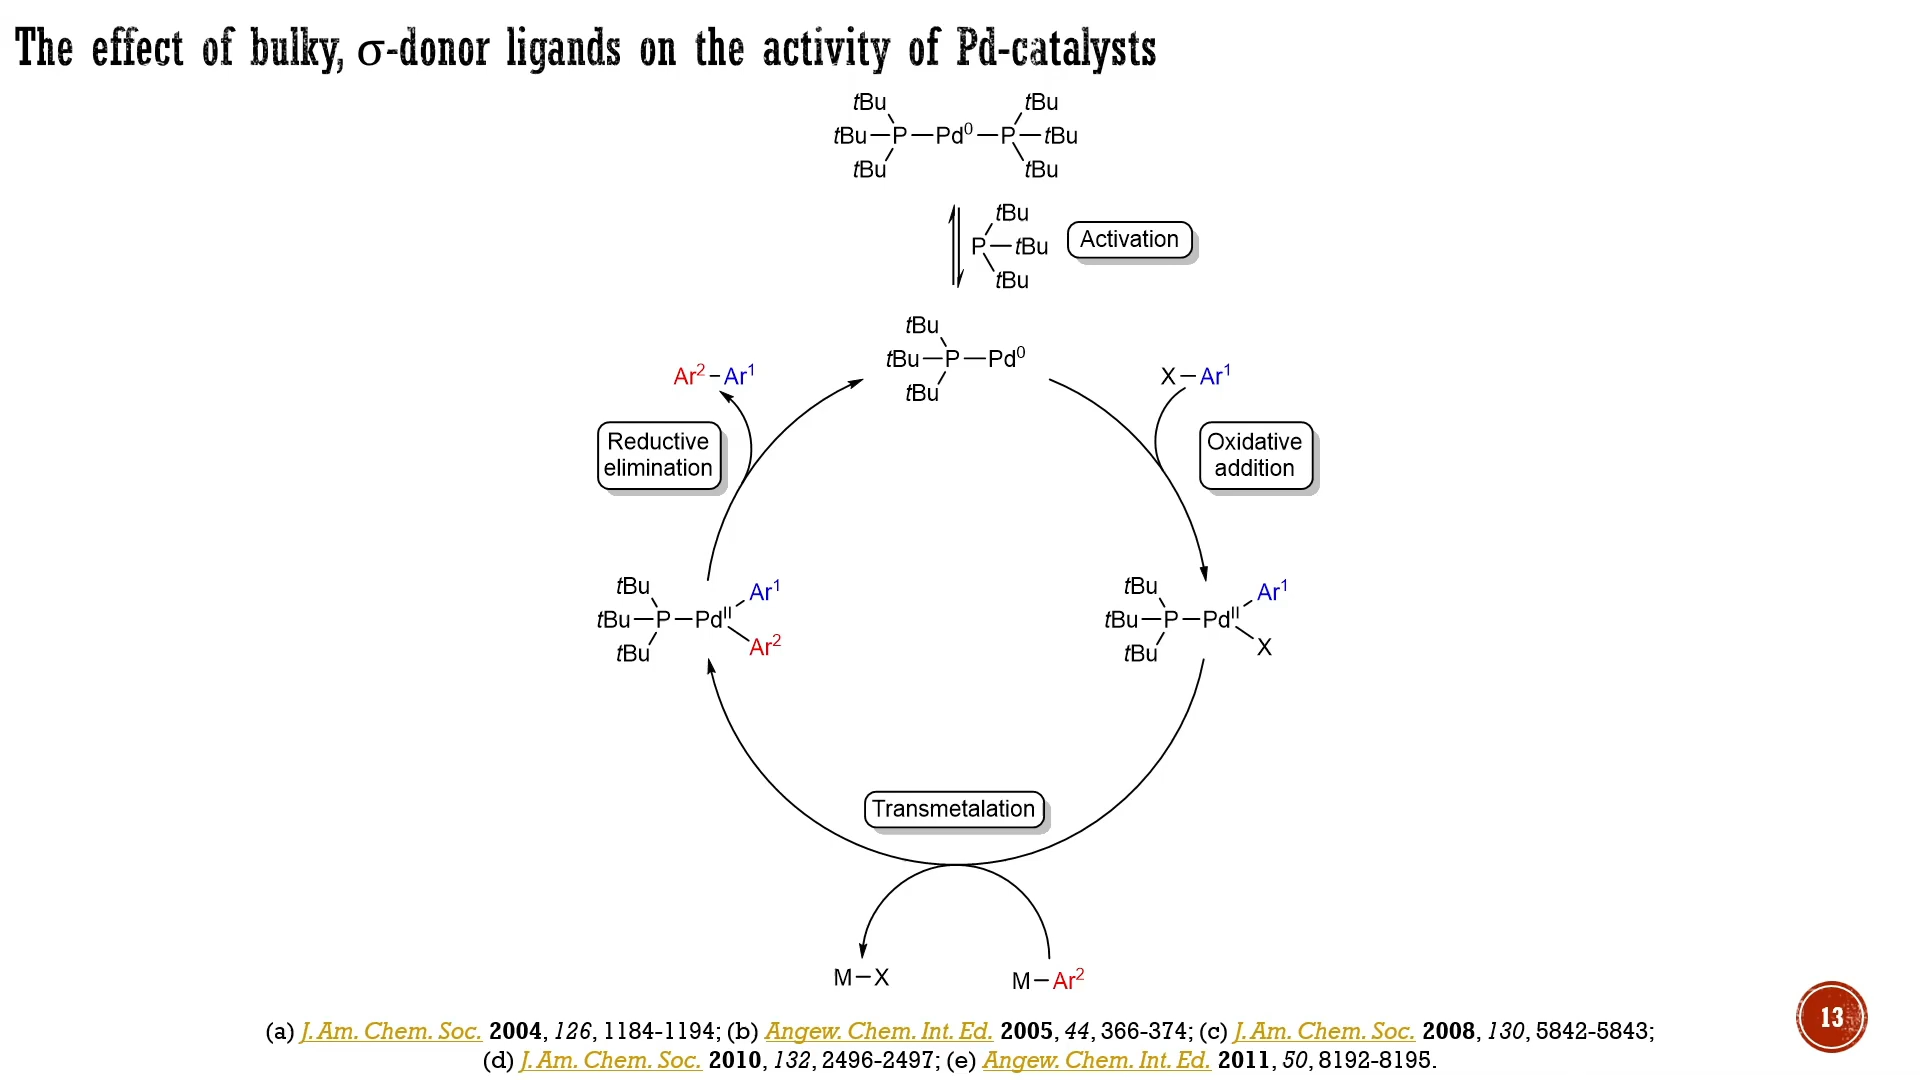 The effect of bulky, σ-donor ligands on the activity of Pd-catalysts
tBu tBu
tBu—P—Pd⁰—P—tBu
tBu tBu
tBu
P—tBu
tBu
Activation
tBu
tBu—P—Pd⁰
tBu
Ar²–Ar¹
X–Ar¹
Reductive
elimination
Oxidative
addition
tBu Ar¹
tBu—P—Pdᴵᴵ
tBu Ar²
tBu Ar¹
tBu—P—Pdᴵᴵ
tBu X
Transmetalation
M–X
M–Ar²
(a) J. Am. Chem. Soc. 2004, 126, 1184-1194; (b) Angew. Chem. Int. Ed. 2005, 44, 366-374; (c) J. Am. Chem. Soc. 2008, 130, 5842-5843;
(d) J. Am. Chem. Soc. 2010, 132, 2496-2497; (e) Angew. Chem. Int. Ed. 2011, 50, 8192-8195.
13